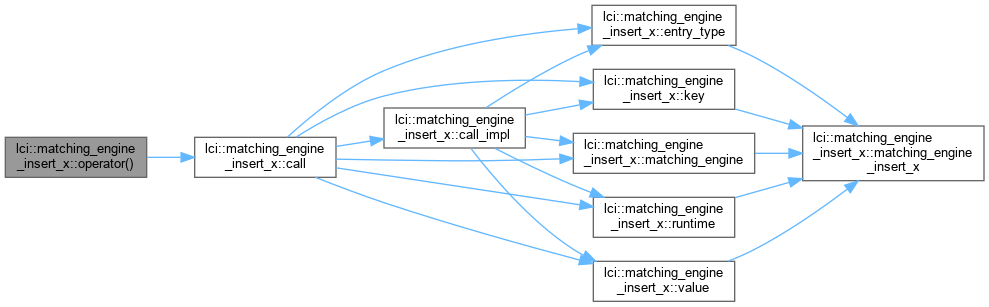 lci::matching_engine
_insert_x::operator()
lci::matching_engine
_insert_x::call
lci::matching_engine
_insert_x::call_impl
lci::matching_engine
_insert_x::entry_type
lci::matching_engine
_insert_x::key
lci::matching_engine
_insert_x::matching_engine
lci::matching_engine
_insert_x::runtime
lci::matching_engine
_insert_x::value
lci::matching_engine
_insert_x::matching_engine
_insert_x